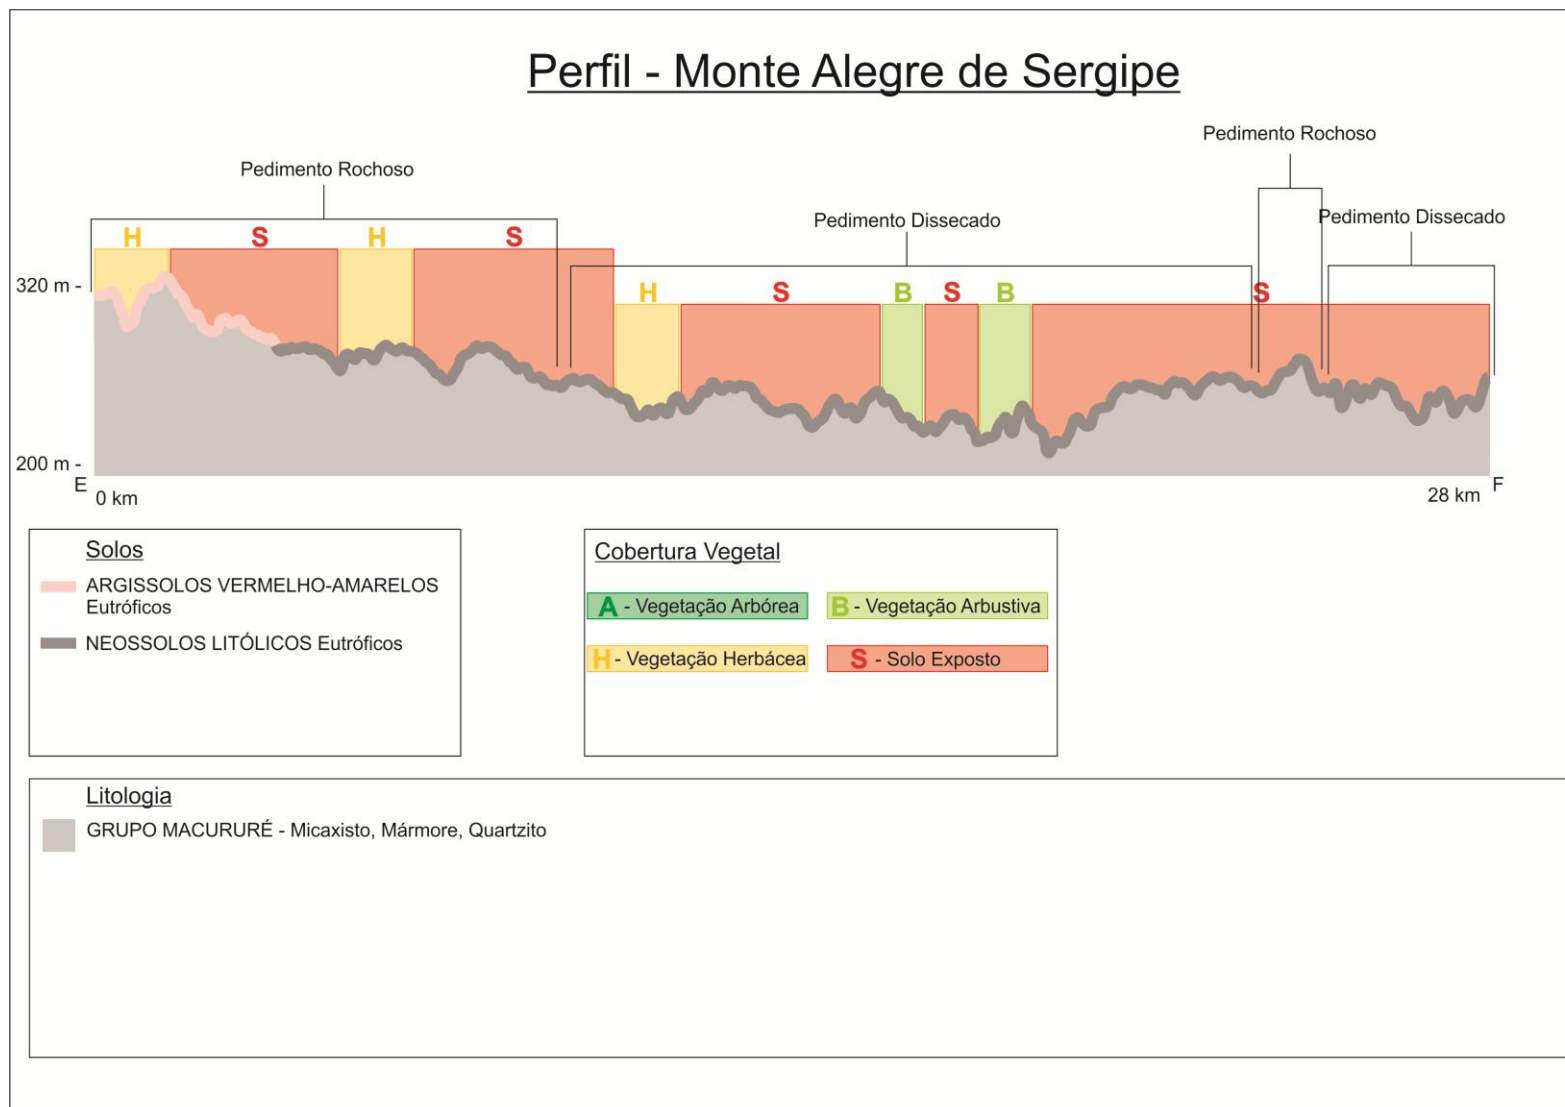 Perfil - Monte Alegre de Sergipe
Pedimento Rochoso
Pedimento Rochoso
Pedimento Dissecado
Pedimento Dissecado
H S H S
H S B S B S
320 m -
200 m -
E
0 km
28 km
F
Solos
ARGISSOLOS VERMELHO-AMARELOS
Eutróficos
NEOSSOLOS LITÓLICOS Eutróficos
Cobertura Vegetal
A - Vegetação Arbórea
B - Vegetação Arbustiva
H - Vegetação Herbácea
S - Solo Exposto
Litologia
GRUPO MACURURÉ - Micaxisto, Mármore, Quartzito